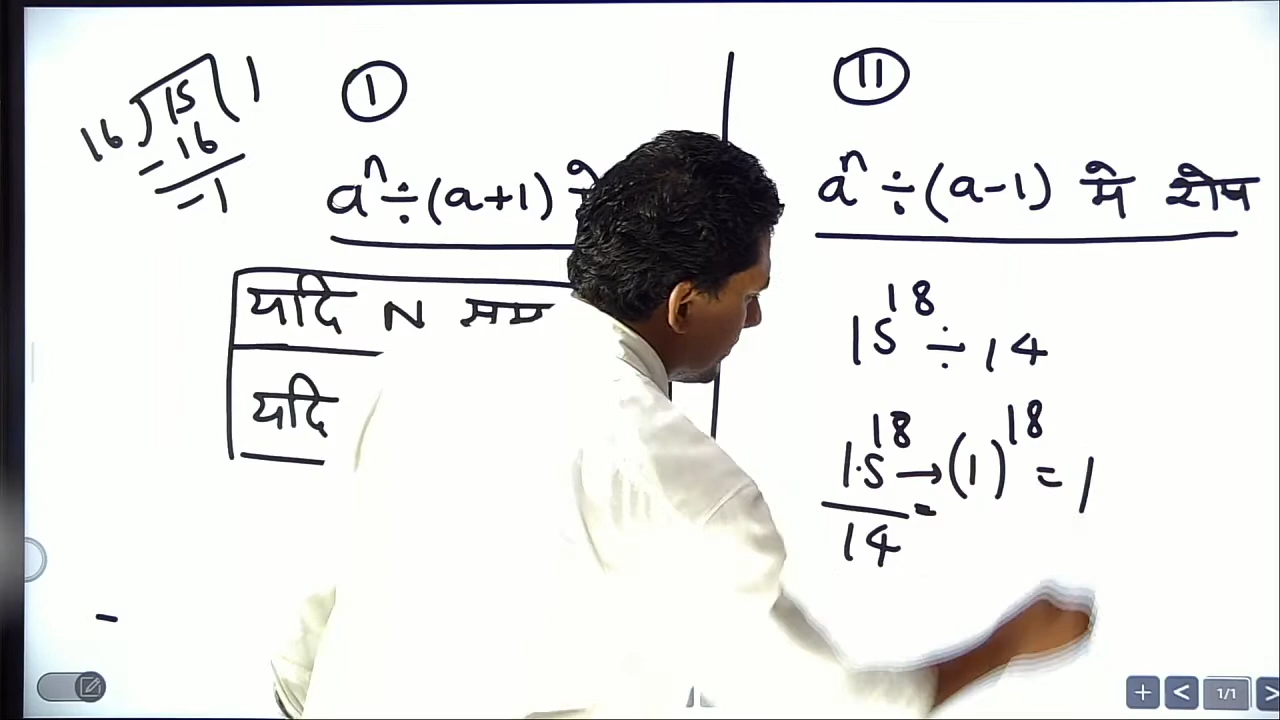 16) 15 ( 1
- 16
= -1
①
aⁿ ÷ (a+1)
यदि N सम
यदि
-
⑪
aⁿ ÷ (a-1) मे शेष
15¹⁸ ÷ 14
15¹⁸/14 = → (1)¹⁸ = 1
1/1